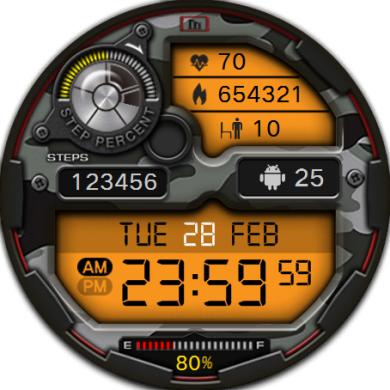 m
70
654321
10
STEP PERCENT
STEPS
123456
25
TUE 28 FEB
AM
PM
23:59 59
E F
80%